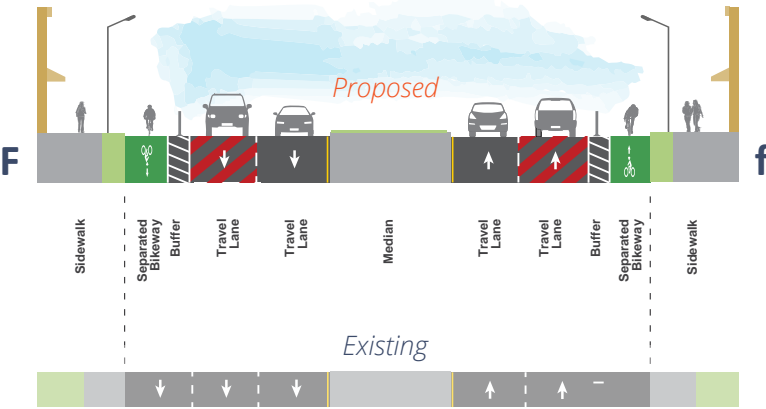 Proposed
F
f
Sidewalk
Separated
Bikeway
Buffer
Travel
Lane
Travel
Lane
Median
Travel
Lane
Travel
Lane
Buffer
Separated
Bikeway
Sidewalk
Existing